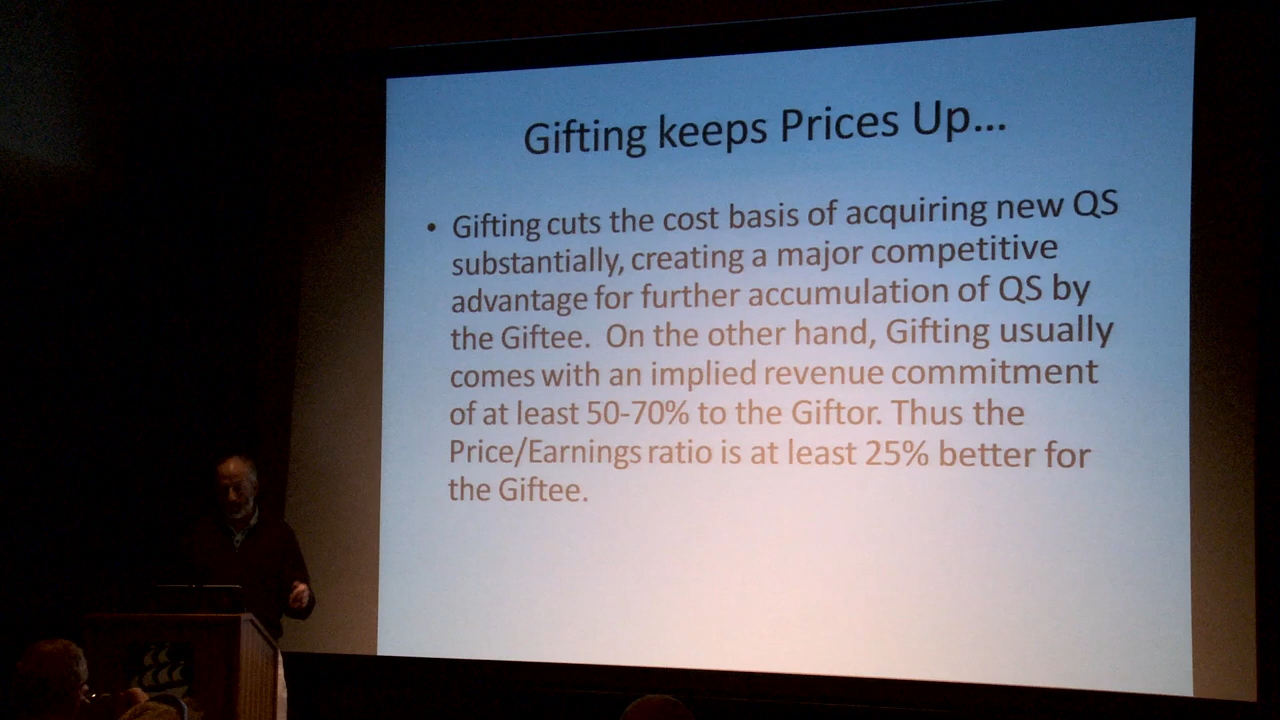 Gifting keeps Prices Up...
• Gifting cuts the cost basis of acquiring new QS
substantially, creating a major competitive
advantage for further accumulation of QS by
the Giftee. On the other hand, Gifting usually
comes with an implied revenue commitment
of at least 50-70% to the Giftor. Thus the
Price/Earnings ratio is at least 25% better for
the Giftee.